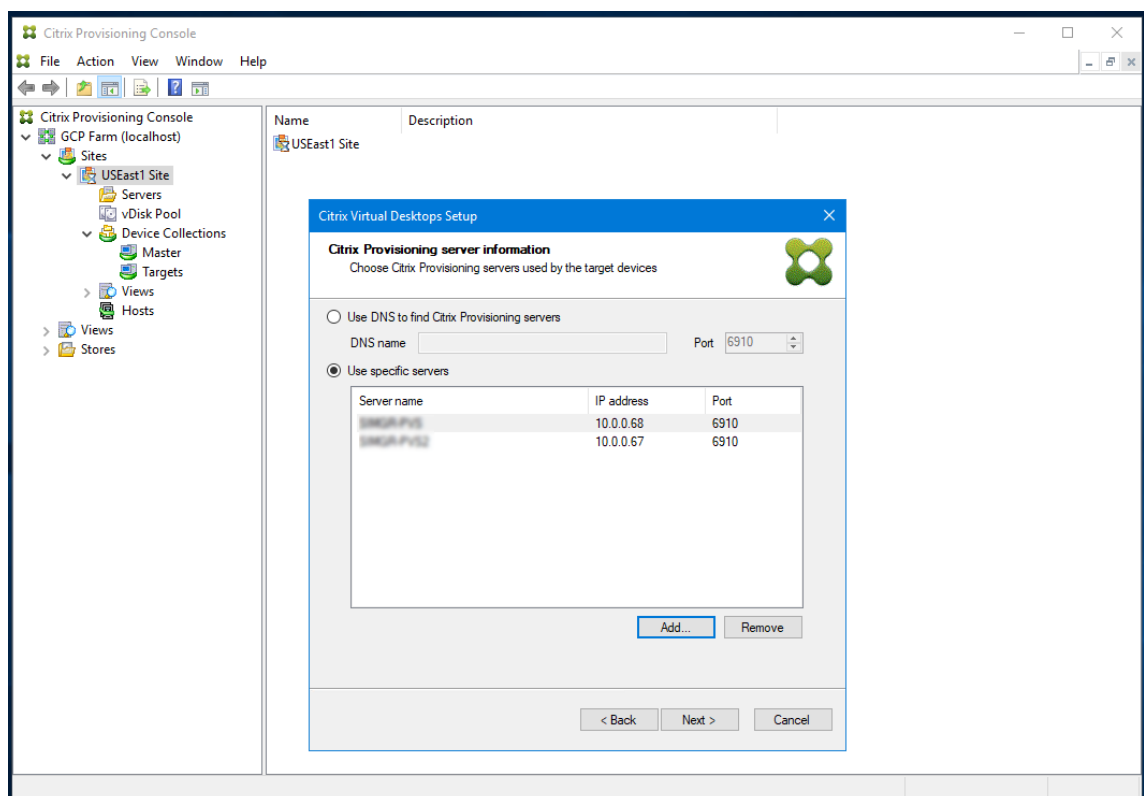 Citrix Provisioning Console
File Action View Window Help
Citrix Provisioning Console
GCP Farm (localhost)
Sites
USEast1 Site
Servers
vDisk Pool
Device Collections
Master
Targets
Views
Hosts
Views
Stores
Name Description
USEast1 Site
Citrix Virtual Desktops Setup
Citrix Provisioning server information
Choose Citrix Provisioning servers used by the target devices
Use DNS to find Citrix Provisioning servers
DNS name Port 6910
Use specific servers
Server name IP address Port
10.0.0.68 6910
10.0.0.67 6910
Add... Remove
< Back Next > Cancel